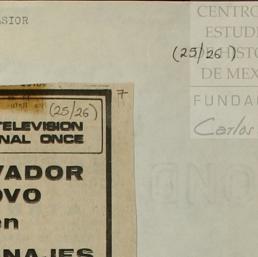 ASIOR
CENTRO
ESTUD
(25/26)
HISTO
DE MEX
FUNDA
Carlos
(25/26)
7
TELEVISION
NAL ONCE
VADOR
OVO
en
NAJES